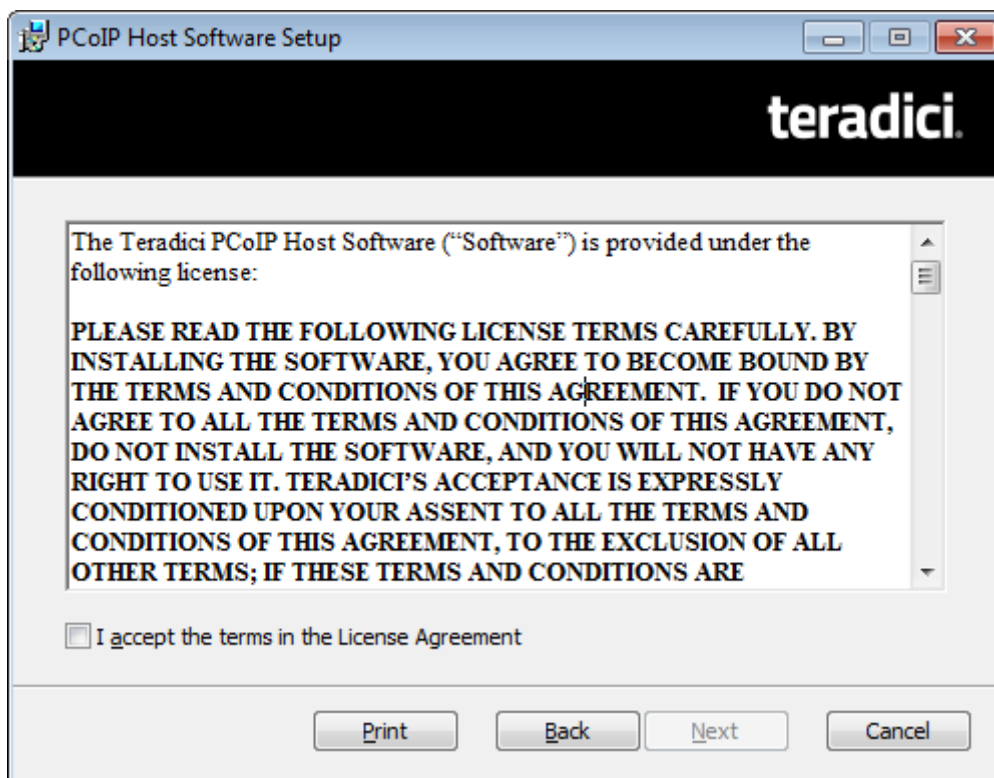 PCoIP Host Software Setup
teradici.
The Teradici PCoIP Host Software (“Software”) is provided under the
following license:
PLEASE READ THE FOLLOWING LICENSE TERMS CAREFULLY. BY
INSTALLING THE SOFTWARE, YOU AGREE TO BECOME BOUND BY
THE TERMS AND CONDITIONS OF THIS AGREEMENT.  IF YOU DO NOT
AGREE TO ALL THE TERMS AND CONDITIONS OF THIS AGREEMENT,
DO NOT INSTALL THE SOFTWARE, AND YOU WILL NOT HAVE ANY
RIGHT TO USE IT. TERADICI’S ACCEPTANCE IS EXPRESSLY
CONDITIONED UPON YOUR ASSENT TO ALL THE TERMS AND
CONDITIONS OF THIS AGREEMENT, TO THE EXCLUSION OF ALL
OTHER TERMS; IF THESE TERMS AND CONDITIONS ARE
I accept the terms in the License Agreement
Print Back Next Cancel